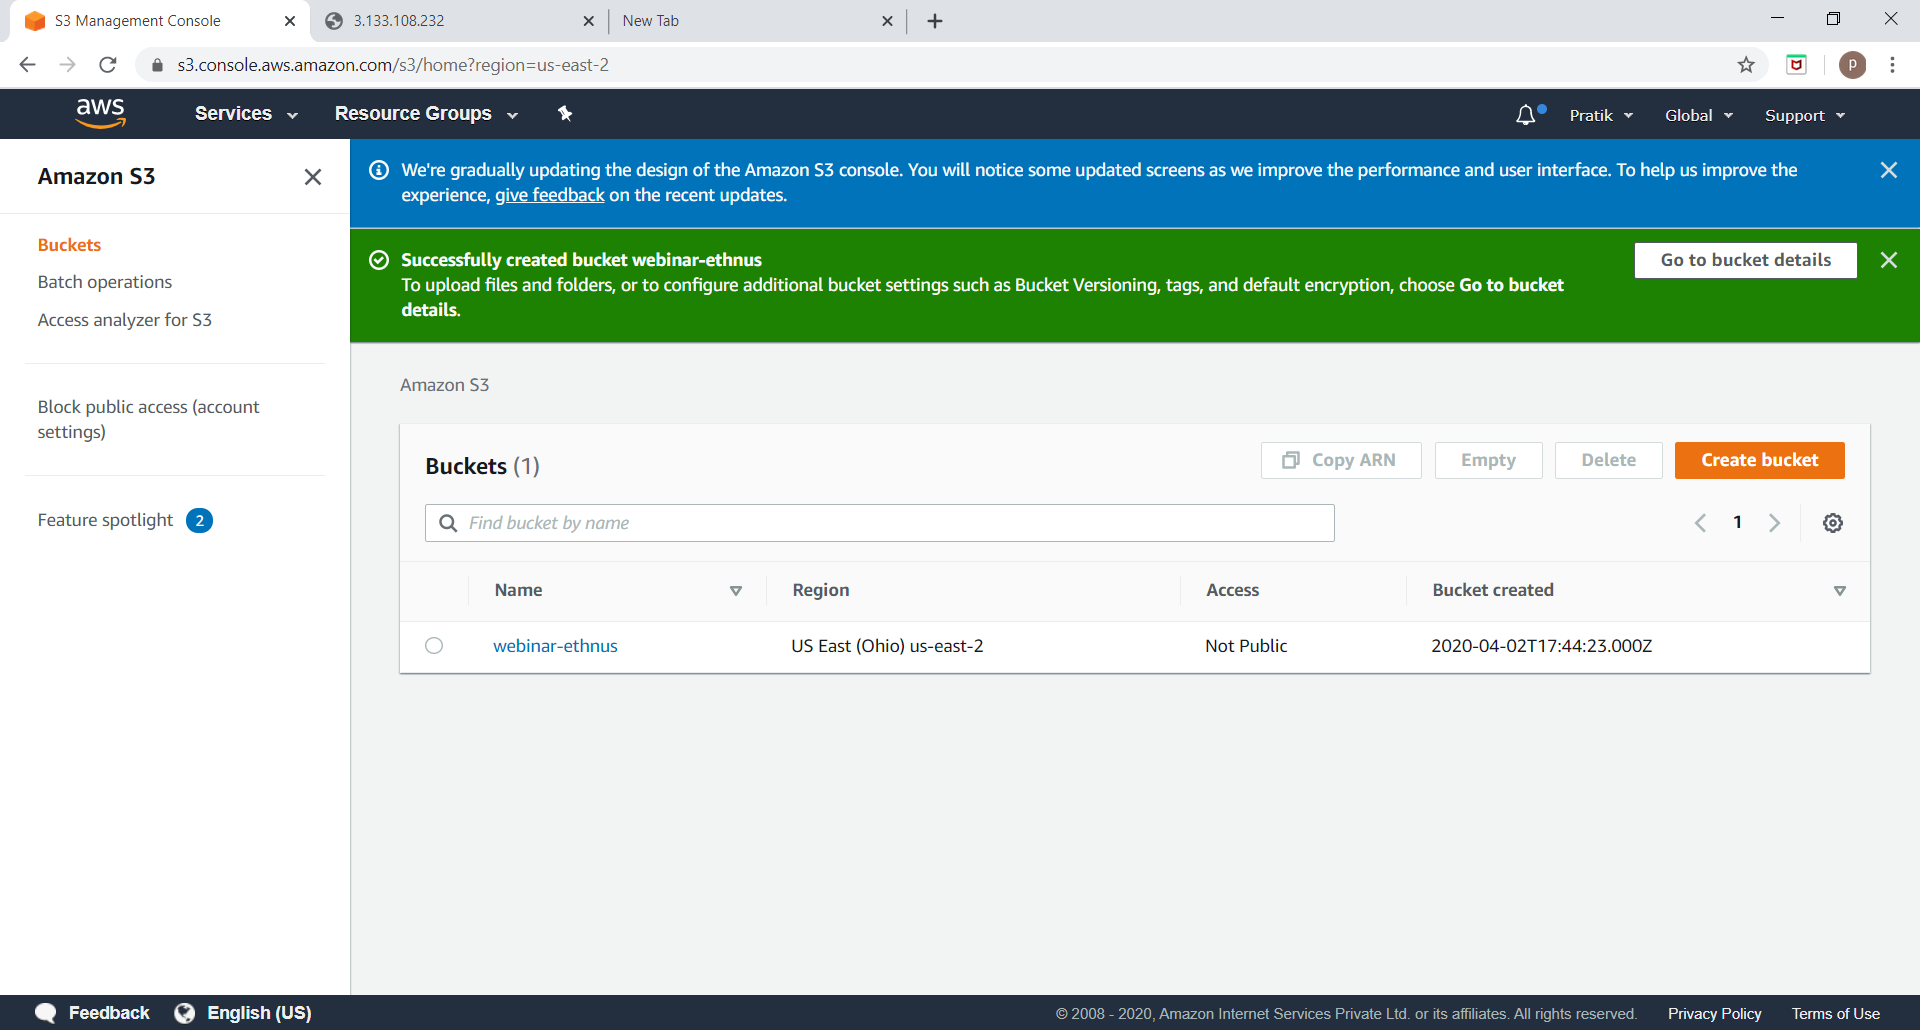 S3 Management Console
3.133.108.232
New Tab
s3.console.aws.amazon.com/s3/home?region=us-east-2
P
aws
Services
Resource Groups
Pratik
Global
Support
Amazon S3
Buckets
Batch operations
Access analyzer for S3
Block public access (account
settings)
Feature spotlight 2
We're gradually updating the design of the Amazon S3 console. You will notice some updated screens as we improve the performance and user interface. To help us improve the
experience, give feedback on the recent updates.
Successfully created bucket webinar-ethnus
To upload files and folders, or to configure additional bucket settings such as Bucket Versioning, tags, and default encryption, choose Go to bucket
details.
Go to bucket details
Amazon S3
Buckets (1)
Copy ARN
Empty
Delete
Create bucket
Find bucket by name
1
Name Region Access Bucket created
webinar-ethnus US East (Ohio) us-east-2 Not Public 2020-04-02T17:44:23.000Z
Feedback
English (US)
© 2008 - 2020, Amazon Internet Services Private Ltd. or its affiliates. All rights reserved.
Privacy Policy
Terms of Use